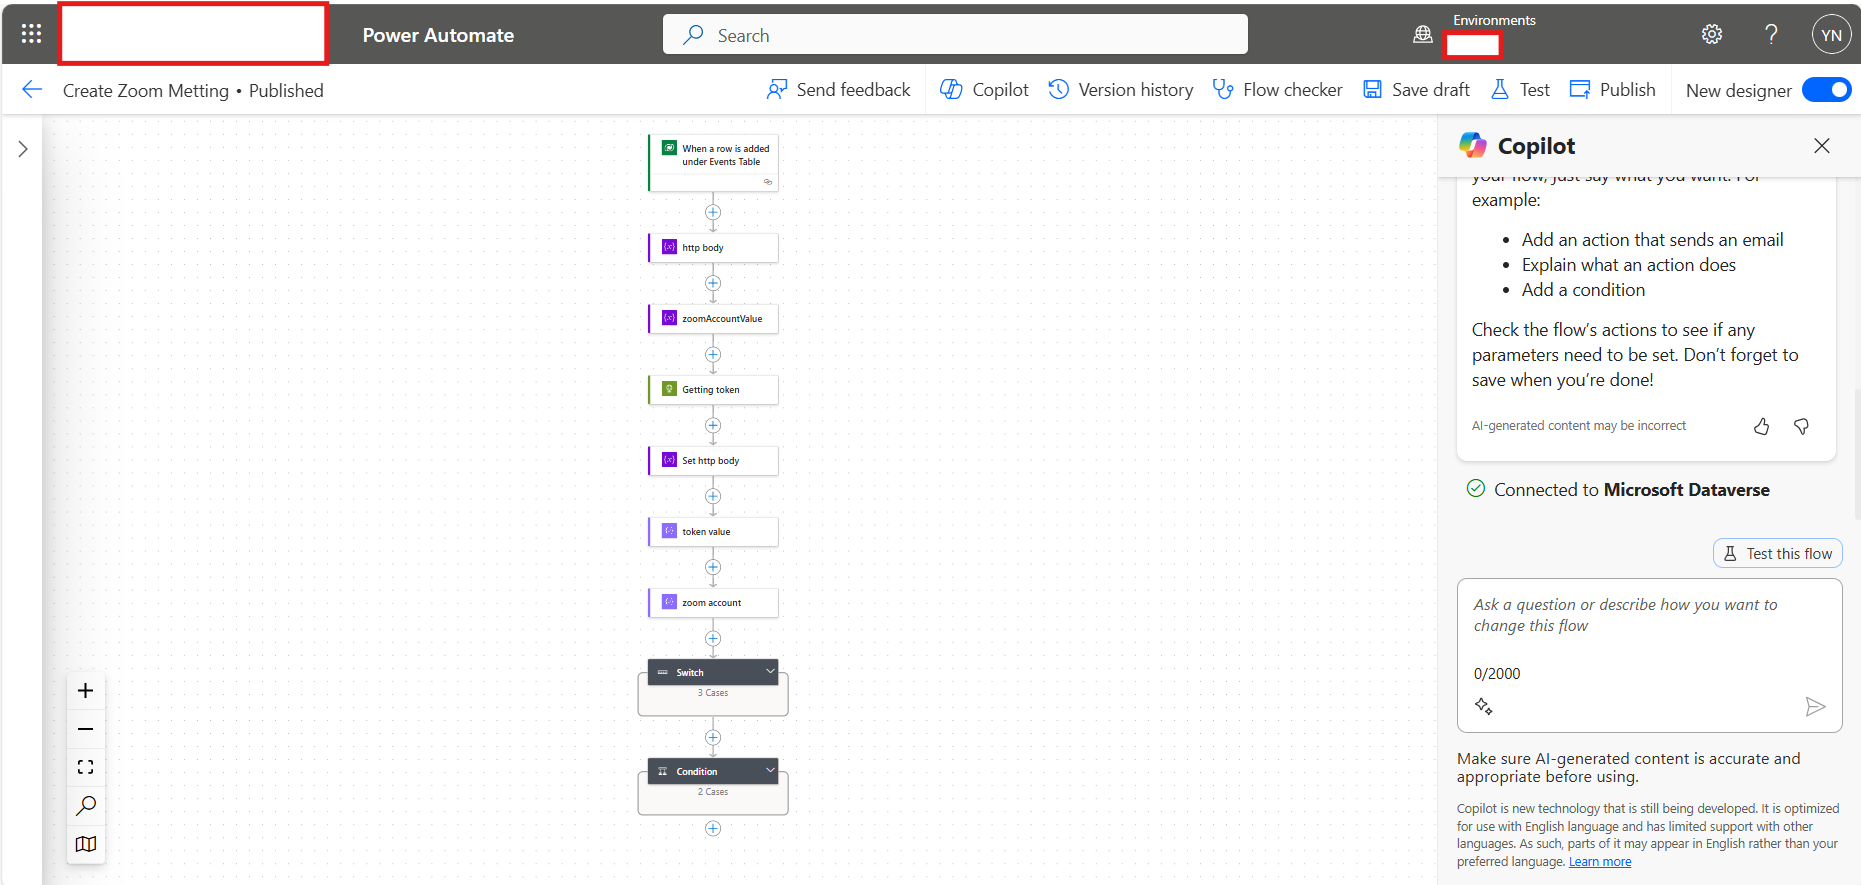 Power Automate
Search
Environments
YN
Create Zoom Metting • Published
Send feedback
Copilot
Version history
Flow checker
Save draft
Test
Publish
New designer
When a row is added
under Events Table
http body
zoomAccountValue
Getting token
Set http body
token value
zoom account
Switch
3 Cases
Condition
2 Cases
Copilot
your flow, just say what you want. For
example:
• Add an action that sends an email
• Explain what an action does
• Add a condition
Check the flow’s actions to see if any
parameters need to be set. Don’t forget to
save when you’re done!
AI-generated content may be incorrect
Connected to Microsoft Dataverse
Test this flow
Ask a question or describe how you want to
change this flow
0/2000
Make sure AI-generated content is accurate and
appropriate before using.
Copilot is new technology that is still being developed. It is optimized
for use with English language and has limited support with other
languages. As such, parts of it may appear in English rather than your
preferred language. Learn more